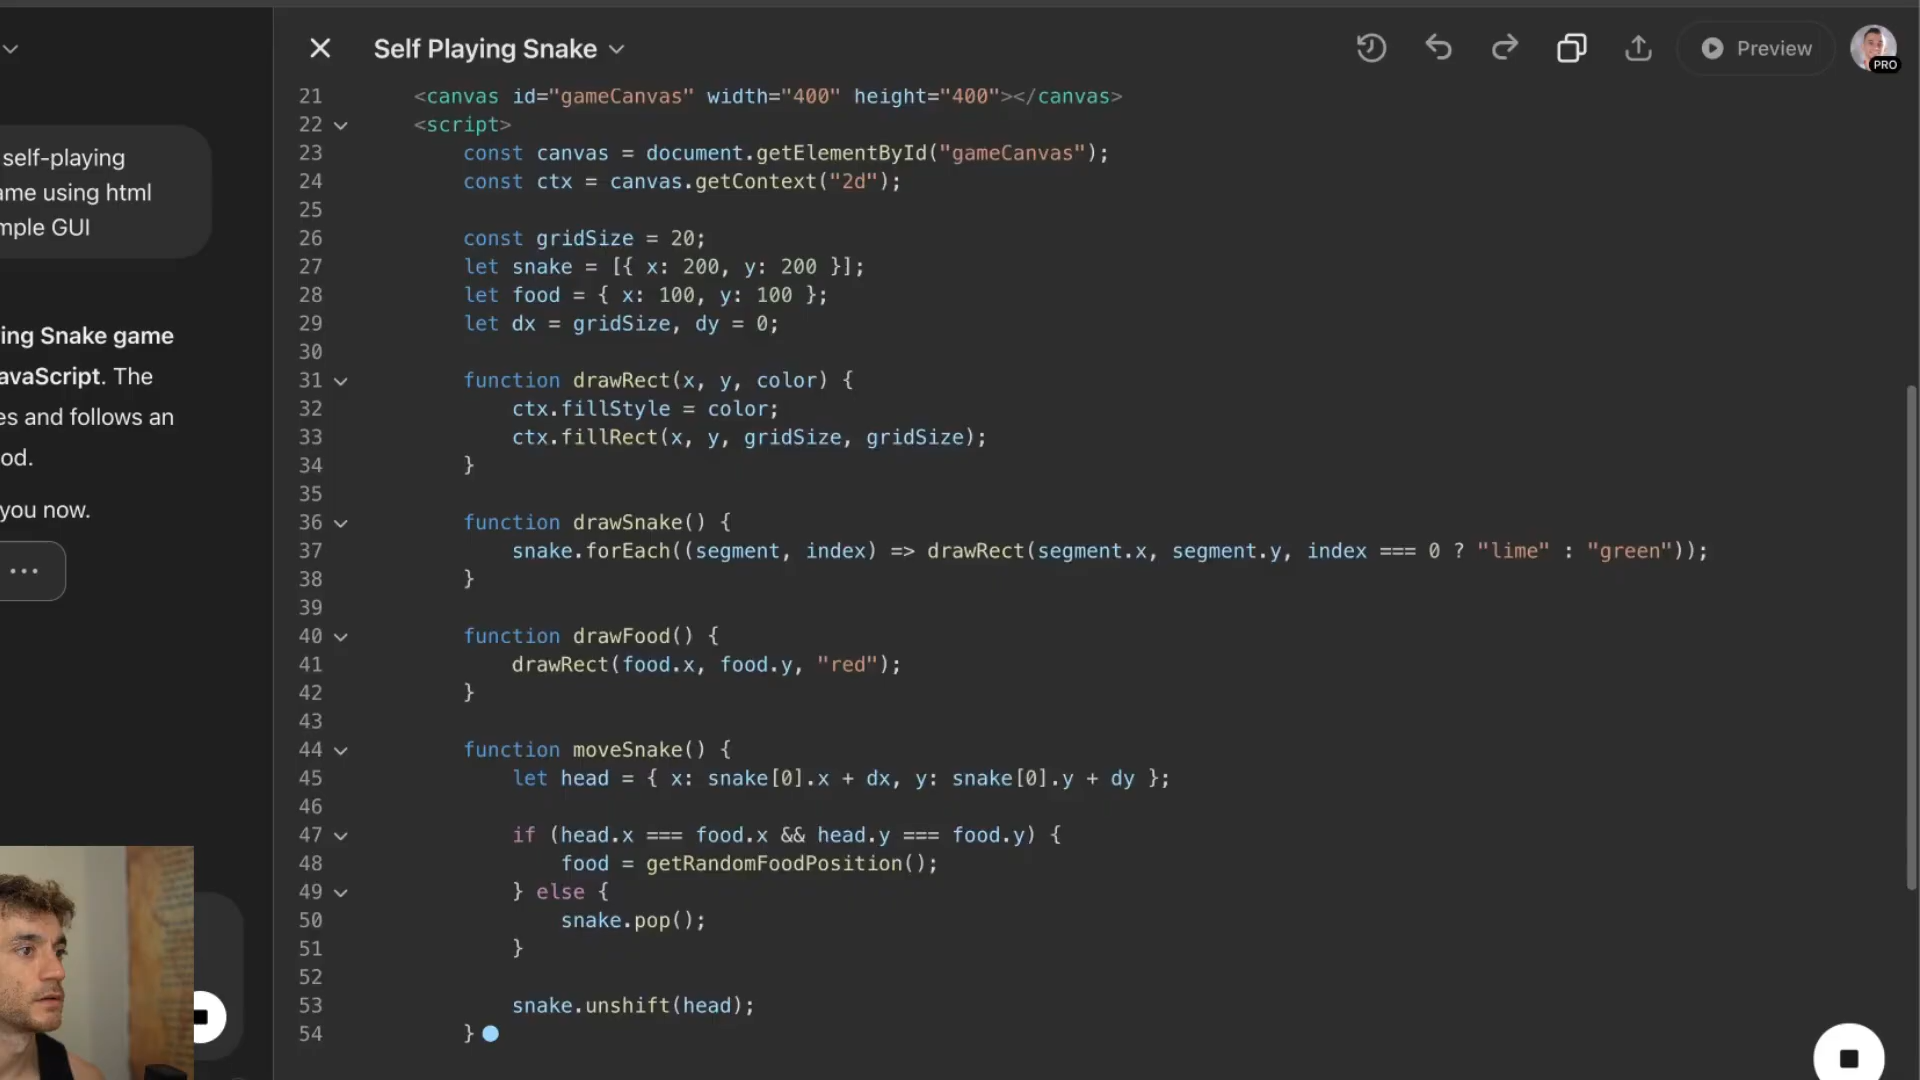 Self Playing Snake
Preview
PRO
self-playing
ame using html
mple GUI
ing Snake game
avaScript. The
es and follows an
od.
you now.
21 <canvas id="gameCanvas" width="400" height="400"></canvas>
22 <script>
23 const canvas = document.getElementById("gameCanvas");
24 const ctx = canvas.getContext("2d");
25
26 const gridSize = 20;
27 let snake = [{ x: 200, y: 200 }];
28 let food = { x: 100, y: 100 };
29 let dx = gridSize, dy = 0;
30
31 function drawRect(x, y, color) {
32 ctx.fillStyle = color;
33 ctx.fillRect(x, y, gridSize, gridSize);
34 }
35
36 function drawSnake() {
37 snake.forEach((segment, index) => drawRect(segment.x, segment.y, index === 0 ? "lime" : "green"));
38 }
39
40 function drawFood() {
41 drawRect(food.x, food.y, "red");
42 }
43
44 function moveSnake() {
45 let head = { x: snake[0].x + dx, y: snake[0].y + dy };
46
47 if (head.x === food.x && head.y === food.y) {
48 food = getRandomFoodPosition();
49 } else {
50 snake.pop();
51 }
52
53 snake.unshift(head);
54 }